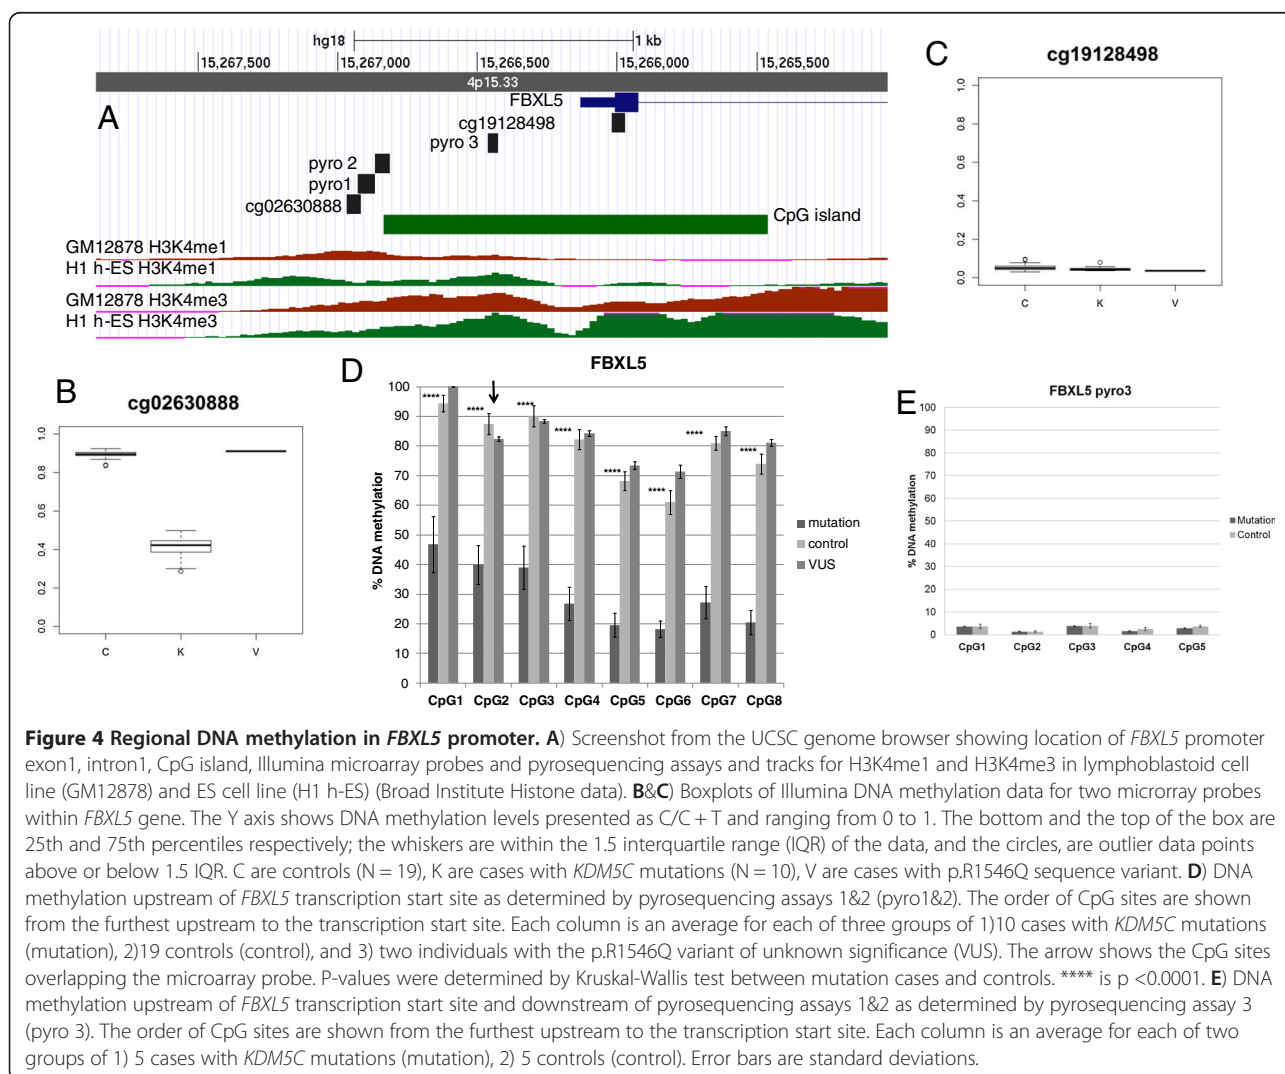 hg18
1 kb
15,267,500
15,267,000
15,266,500
15,266,000
15,265,500
4p15.33
A
FBXL5
cg19128498
pyro 3
pyro 2
pyro1
cg02630888
CpG island
GM12878 H3K4me1
H1 h-ES H3K4me1
GM12878 H3K4me3
H1 h-ES H3K4me3
C
cg19128498
1.0
0.8
0.6
0.4
0.2
0.0
C K V
B
cg02630888
1.0
0.8
0.6
0.4
0.2
0.0
C K V
D
FBXL5
% DNA methylation
100
90
80
70
60
50
40
30
20
10
0
**** **** **** **** **** **** **** ****
CpG1 CpG2 CpG3 CpG4 CpG5 CpG6 CpG7 CpG8
mutation
control
VUS
E
FBXL5 pyro3
% DNA methylation
100
90
80
70
60
50
40
30
20
10
0
CpG1 CpG2 CpG3 CpG4 CpG5
Mutation
Control
Figure 4 Regional DNA methylation in FBXL5 promoter. A) Screenshot from the UCSC genome browser showing location of FBXL5 promoter
exon1, intron1, CpG island, Illumina microarray probes and pyrosequencing assays and tracks for H3K4me1 and H3K4me3 in lymphoblastoid cell
line (GM12878) and ES cell line (H1 h-ES) (Broad Institute Histone data). B&C) Boxplots of Illumina DNA methylation data for two microrray probes
within FBXL5 gene. The Y axis shows DNA methylation levels presented as C/C + T and ranging from 0 to 1. The bottom and the top of the box are
25th and 75th percentiles respectively; the whiskers are within the 1.5 interquartile range (IQR) of the data, and the circles, are outlier data points
above or below 1.5 IQR. C are controls (N = 19), K are cases with KDM5C mutations (N = 10), V are cases with p.R1546Q sequence variant. D) DNA
methylation upstream of FBXL5 transcription start site as determined by pyrosequencing assays 1&2 (pyro1&2). The order of CpG sites are shown
from the furthest upstream to the transcription start site. Each column is an average for each of three groups of 1)10 cases with KDM5C mutations
(mutation), 2)19 controls (control), and 3) two individuals with the p.R1546Q variant of unknown significance (VUS). The arrow shows the CpG sites
overlapping the microarray probe. P-values were determined by Kruskal-Wallis test between mutation cases and controls. **** is p <0.0001. E) DNA
methylation upstream of FBXL5 transcription start site and downstream of pyrosequencing assays 1&2 as determined by pyrosequencing assay 3
(pyro 3). The order of CpG sites are shown from the furthest upstream to the transcription start site. Each column is an average for each of two
groups of 1) 5 cases with KDM5C mutations (mutation), 2) 5 controls (control). Error bars are standard deviations.